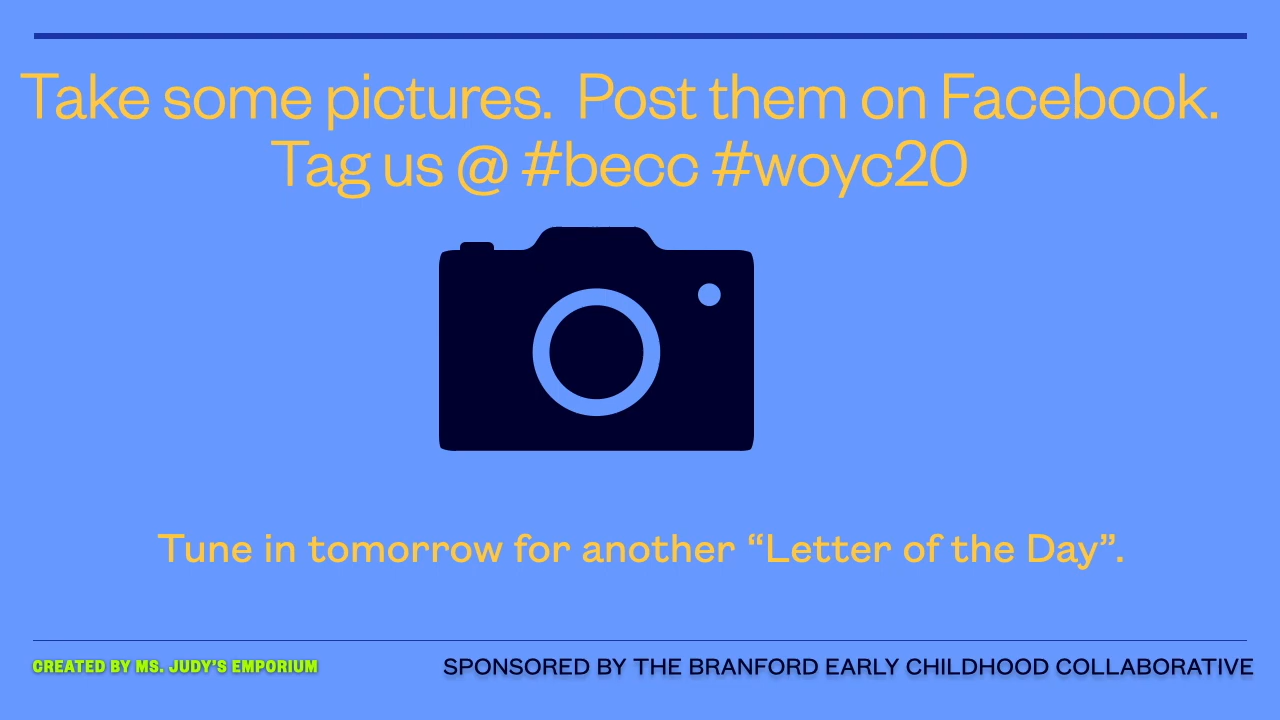 Take some pictures.  Post them on Facebook.
Tag us @ #becc #woyc20
Tune in tomorrow for another “Letter of the Day”.
CREATED BY MS. JUDY'S EMPORIUM
SPONSORED BY THE BRANFORD EARLY CHILDHOOD COLLABORATIVE